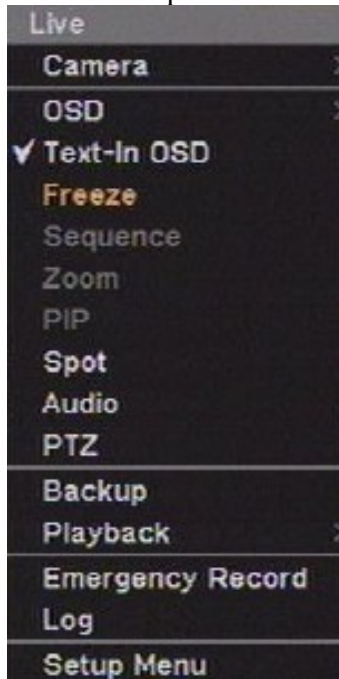 Live
Camera
OSD
Text-In OSD
Freeze
Sequence
Zoom
PIP
Spot
Audio
PTZ
Backup
Playback
Emergency Record
Log
Setup Menu